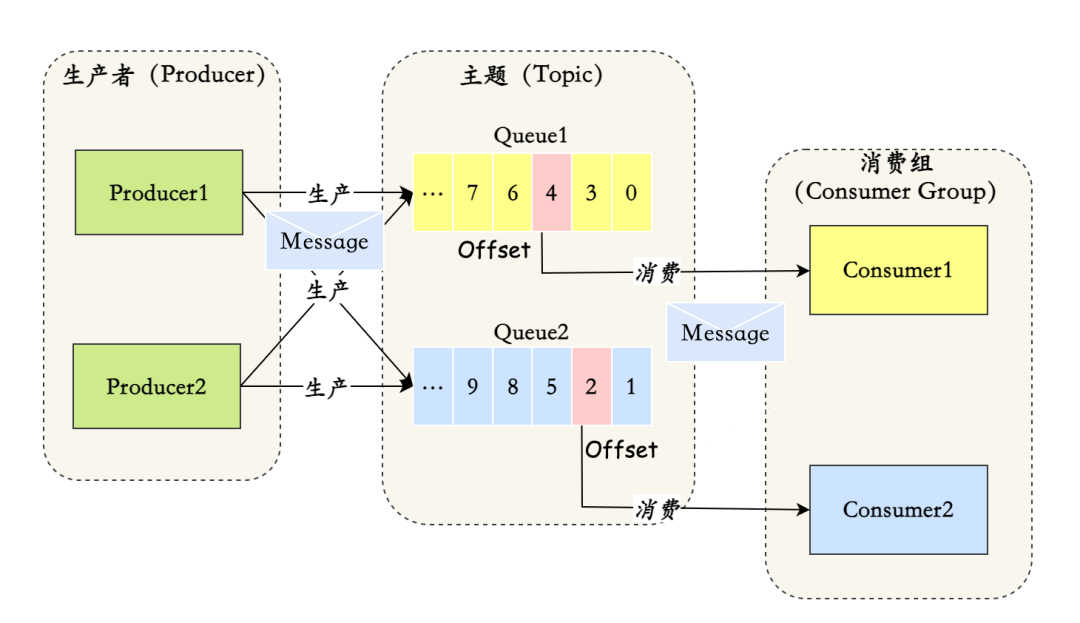 生产者（Producer)
主题（Topic)
Queue1
Producer1
生产
… 7 6 4 3 0
消费组
(Consumer Group)
Message
Offset
消费
Consumer1
生产
Queue2
Message
Producer2
生产
… 9 8 5 2 1
Offset
消费
Consumer2